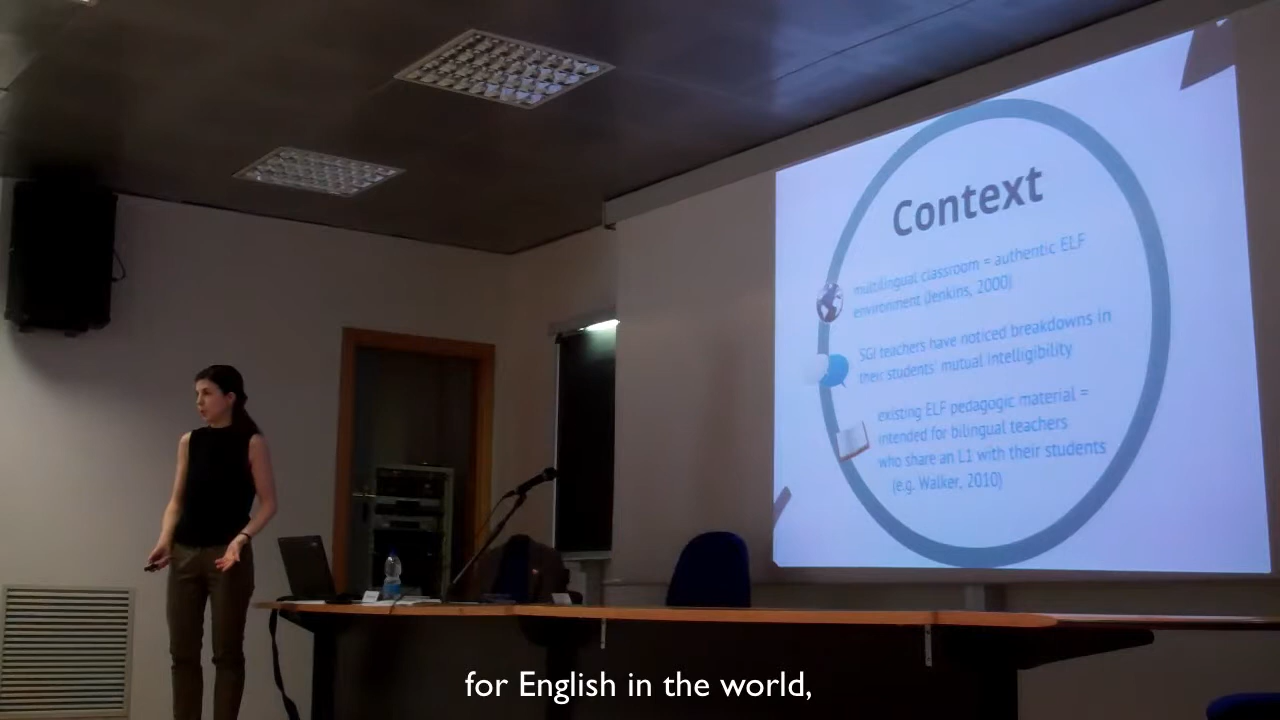 Context
multilingual classroom = authentic ELF
environment (Jenkins, 2000)
SGI teachers have noticed breakdowns in
their students' mutual intelligibility
existing ELF pedagogic material =
intended for bilingual teachers
who share an L1 with their students
(e.g. Walker, 2010)
for English in the world,